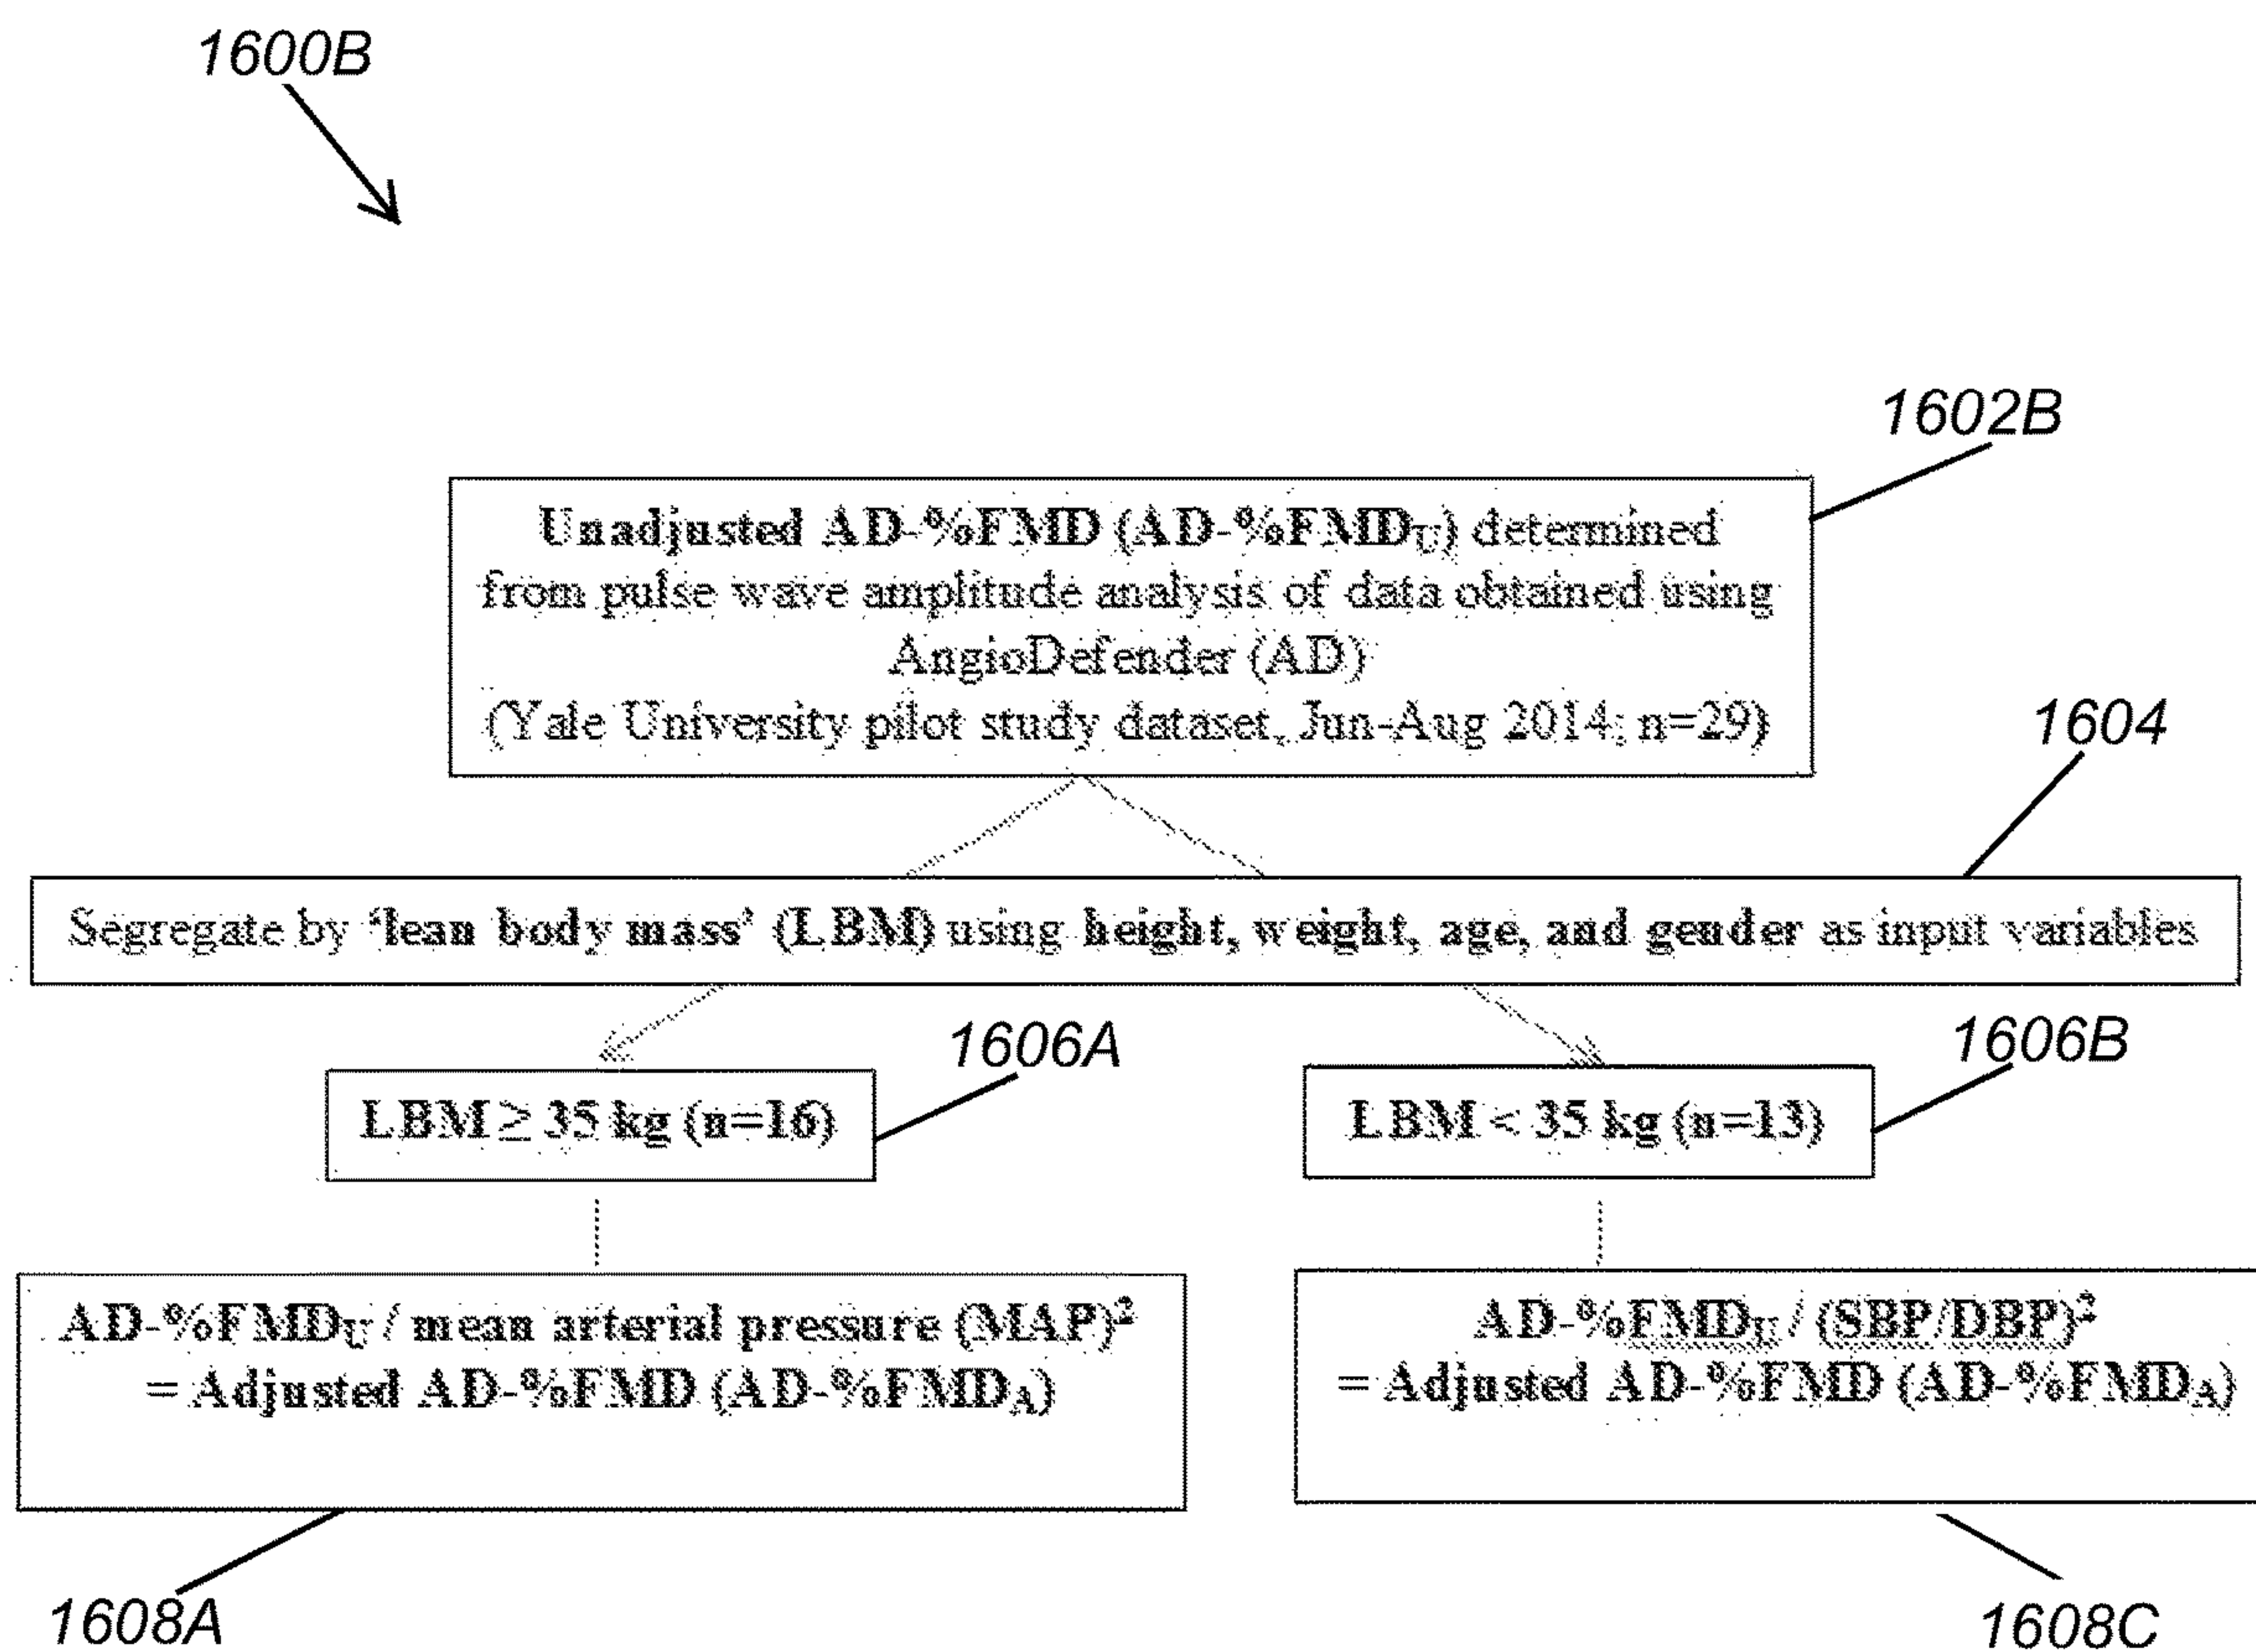 1600B
1602B
Unadjusted AD-%FMD (AD-%FMDU) determined
from pulse wave amplitude analysis of data obtained using
AngioDefender (AD)
(Yale University pilot study dataset, Jun-Aug 2014; n=29)
1604
Segregate by ‘lean body mass’ (LBM) using height, weight, age, and gender as input variables
1606A
1606B
LBM ≥ 35 kg (n=16)
LBM < 35 kg (n=13)
AD-%FMDU / mean arterial pressure (MAP)²
= Adjusted AD-%FMD (AD-%FMDA)
AD-%FMDU / (SBP/DBP)²
= Adjusted AD-%FMD (AD-%FMDA)
1608A
1608C